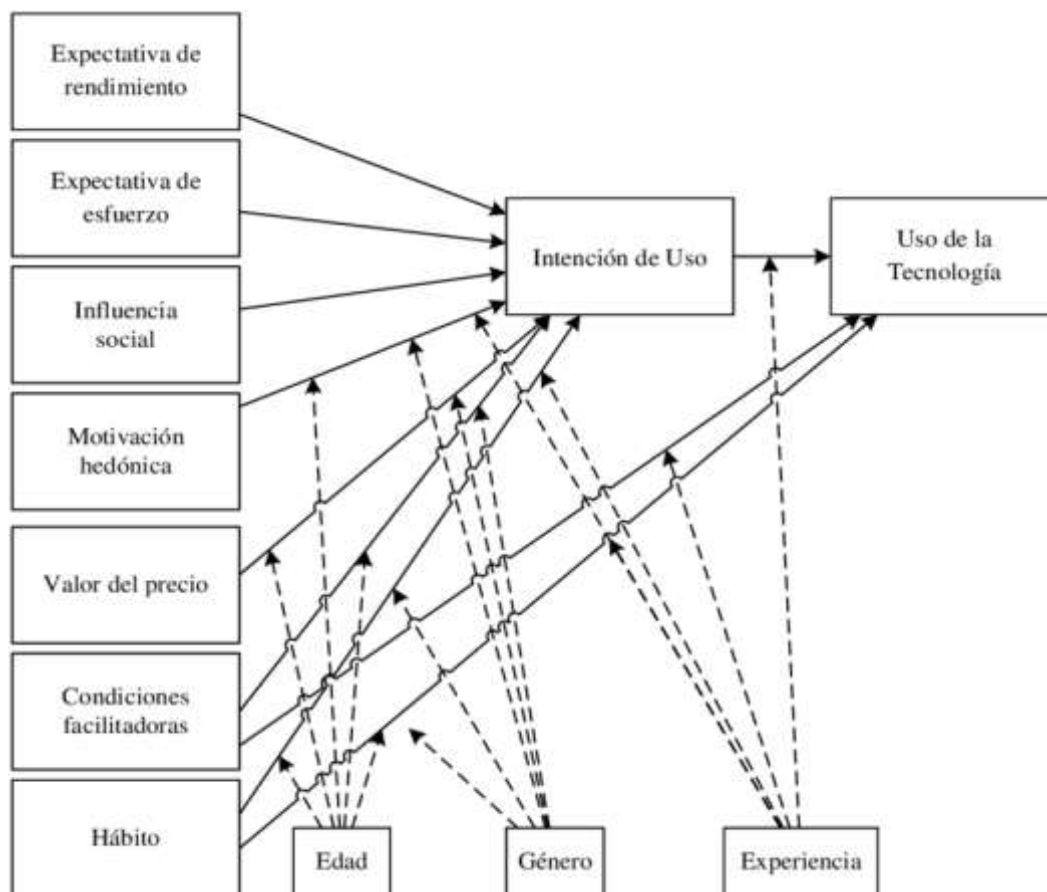 Expectativa de
rendimiento
Expectativa de
esfuerzo
Influencia
social
Motivación
hedónica
Valor del precio
Condiciones
facilitadoras
Hábito
Intención de Uso
Uso de la
Tecnología
Edad
Género
Experiencia